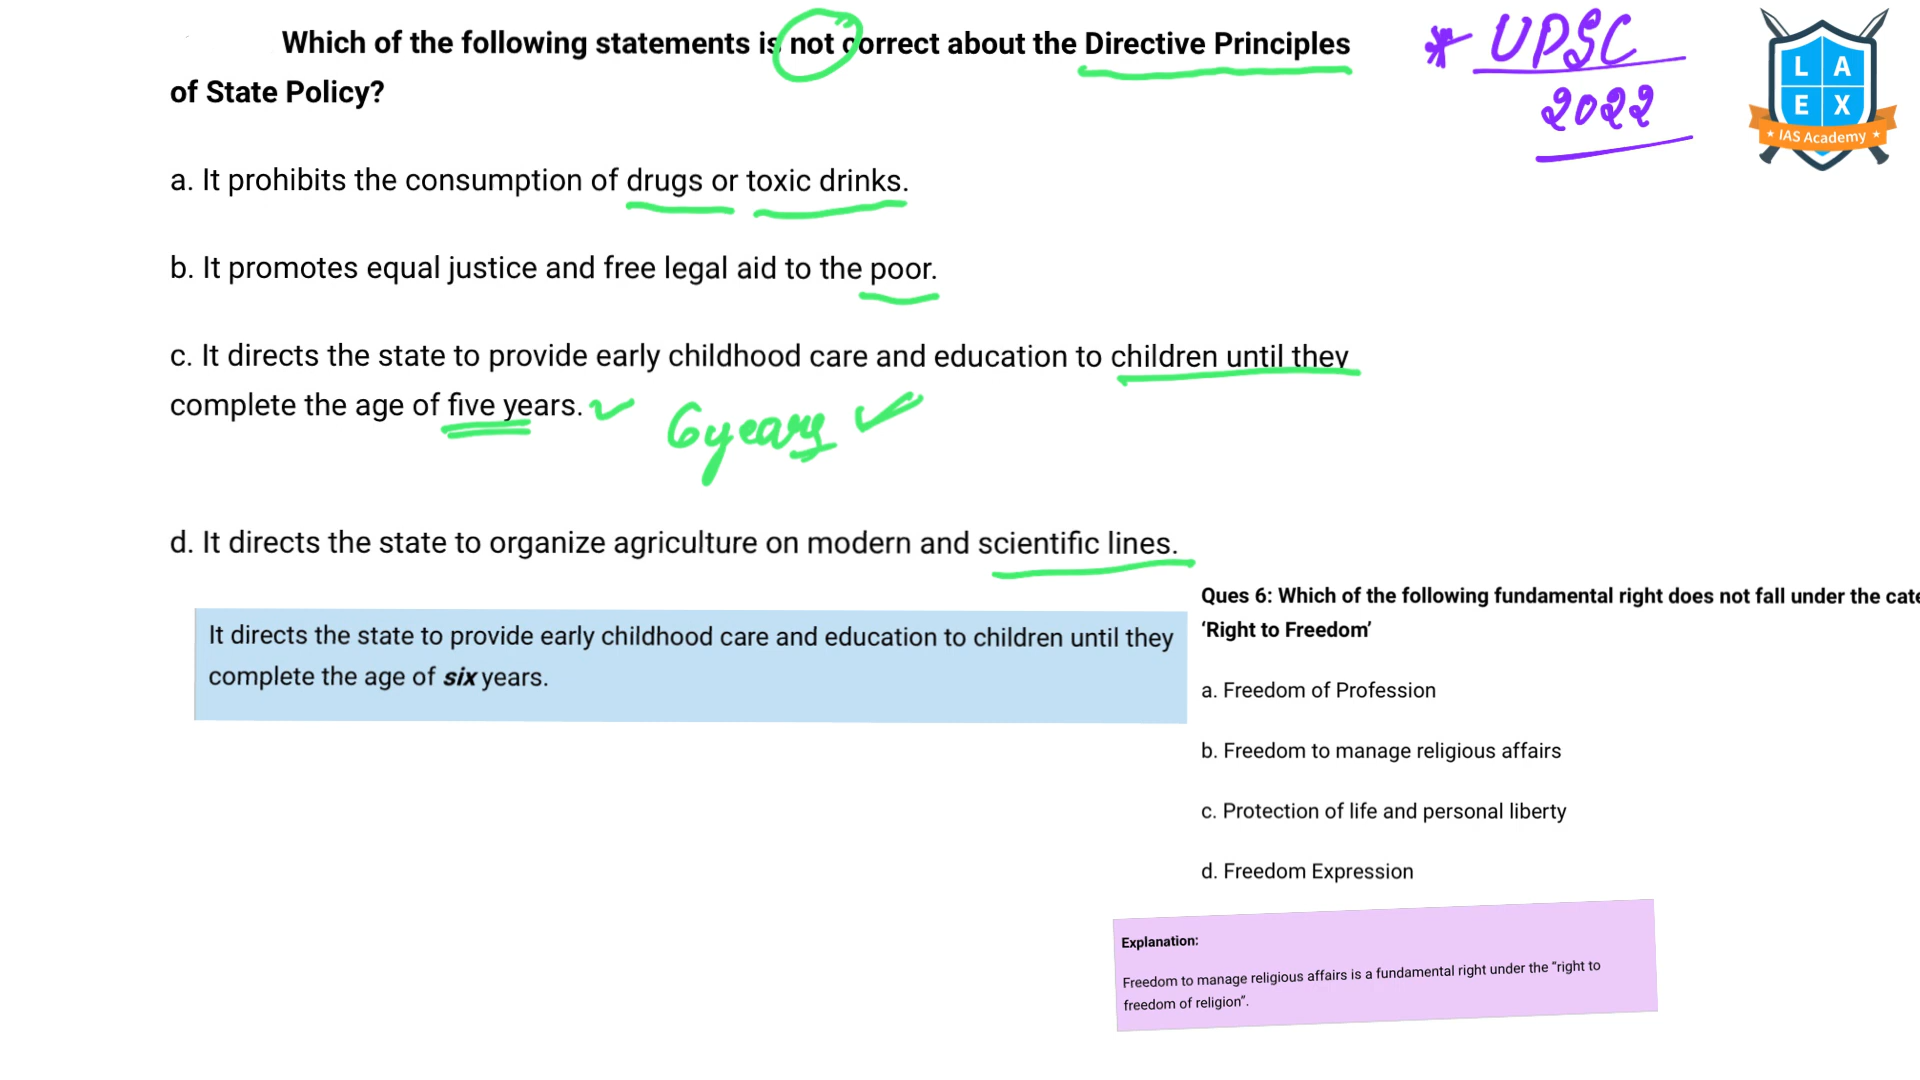 Which of the following statements is not correct about the Directive Principles
of State Policy?
* UPSC
2022
L A
E X
IAS Academy
a. It prohibits the consumption of drugs or toxic drinks.
b. It promotes equal justice and free legal aid to the poor.
c. It directs the state to provide early childhood care and education to children until they
complete the age of five years.
6 years
d. It directs the state to organize agriculture on modern and scientific lines.
It directs the state to provide early childhood care and education to children until they
complete the age of six years.
Ques 6: Which of the following fundamental right does not fall under the cate
‘Right to Freedom’
a. Freedom of Profession
b. Freedom to manage religious affairs
c. Protection of life and personal liberty
d. Freedom Expression
Explanation:
Freedom to manage religious affairs is a fundamental right under the “right to
freedom of religion”.